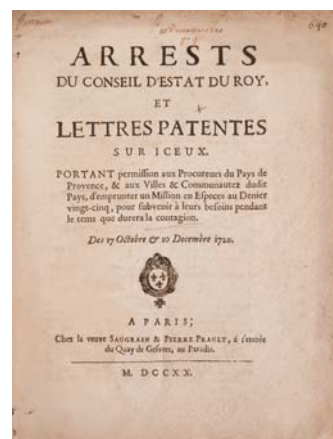 640
ARRESTS
DU CONSEIL D'ESTAT DU ROY,
ET
LETTRES PATENTES
SUR ICEUX.
PORTANT permission aux Procureurs du Pays de
Provence, & aux Villes & Communautez dudit
Pays, d'emprunter un Million en Especes au Denier
vingt-cinq, pour subvenir à leurs besoins pendant
le tems que durera la contagion.
Des 17 Octobre & 10 Decembre 1720.
A PARIS;
Chez la veuve SAUGRAIN & PIERRE PRAULT, à l'entrée
du Quay de Gesvres, au Paradis.
M. DCCXX.